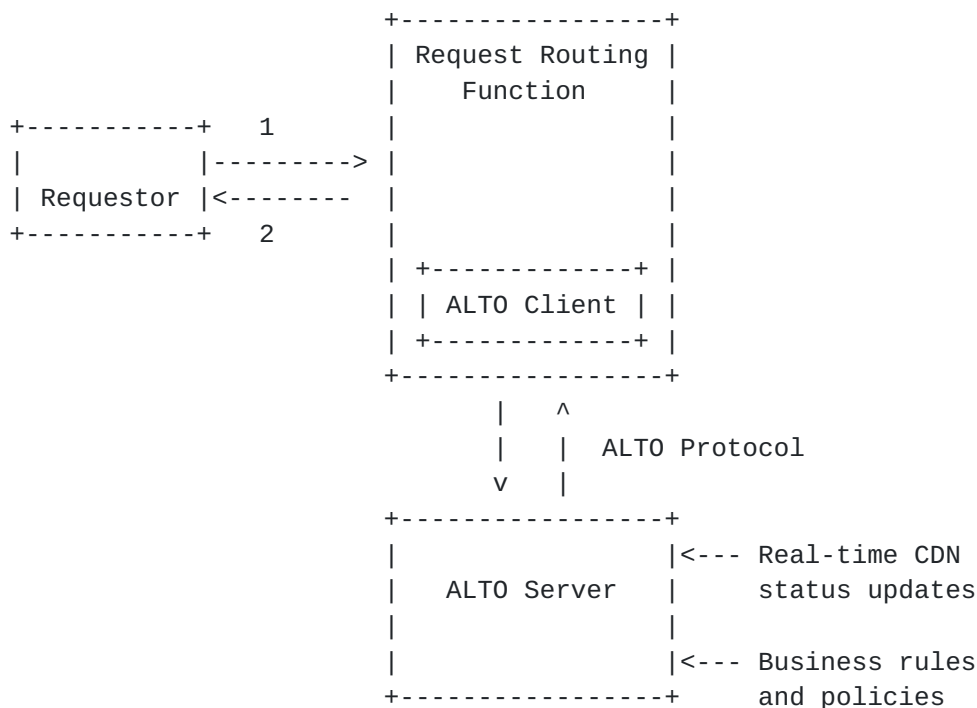 +-----------------+
| Request Routing |
|    Function     |
+-----------+   1       |                 |
|           |---------> |                 |
| Requestor |<--------  |                 |
+-----------+   2       |                 |
| +-------------+ |
| | ALTO Client | |
| +-------------+ |
+-----------------+
|   ^
|   |  ALTO Protocol
v   |
+-----------------+
|                 |<--- Real-time CDN
|   ALTO Server   |     status updates
|                 |
|                 |<--- Business rules
+-----------------+     and policies